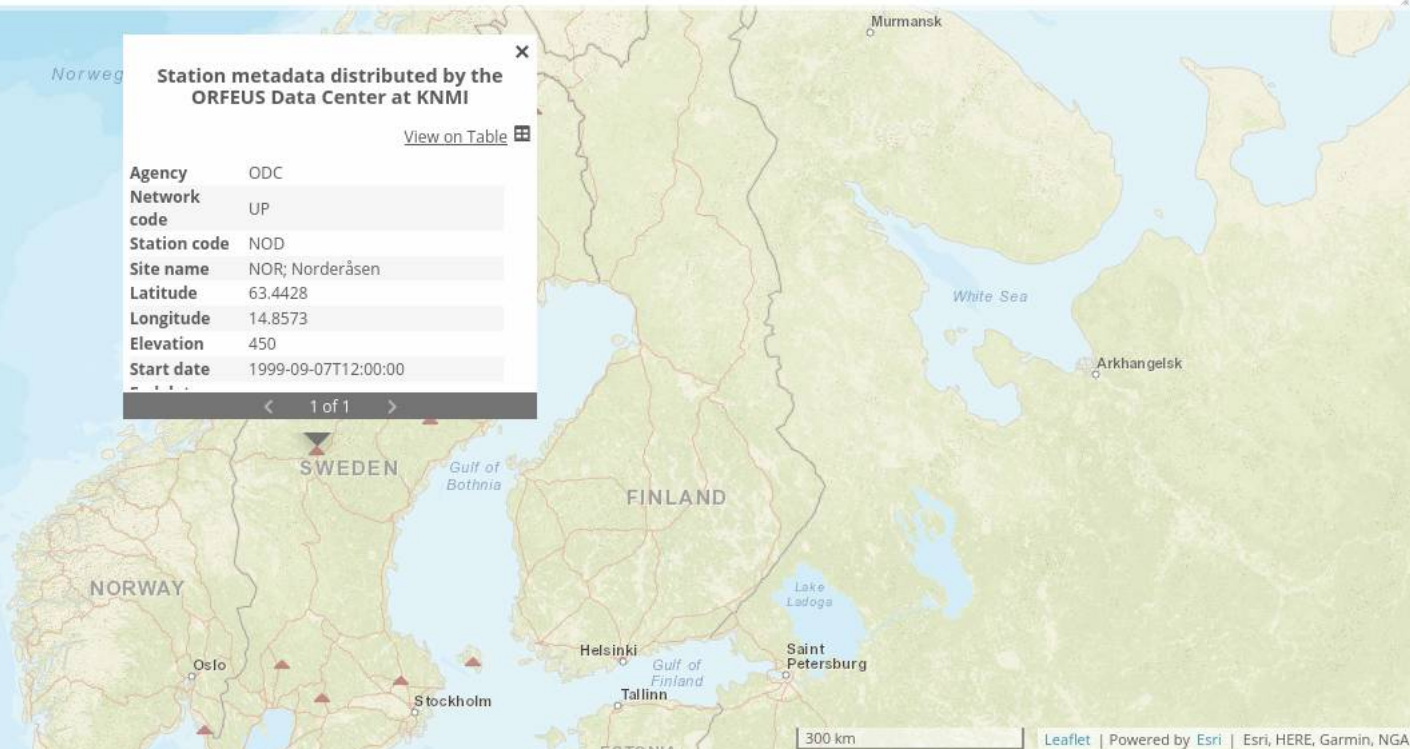 Murmansk
Norweg
Station metadata distributed by the
ORFEUS Data Center at KNMI
View on Table
Agency ODC
Network
code UP
Station code NOD
Site name NOR; Norderåsen
Latitude 63.4428
Longitude 14.8573
Elevation 450
Start date 1999-09-07T12:00:00
1 of 1
White Sea
Arkhangelsk
SWEDEN
Gulf of
Bothnia
FINLAND
NORWAY
Lake
Ladoga
Oslo
Helsinki
Gulf of
Finland
Saint
Petersburg
Tallinn
Stockholm
300 km
Leaflet | Powered by Esri | Esri, HERE, Garmin, NGA